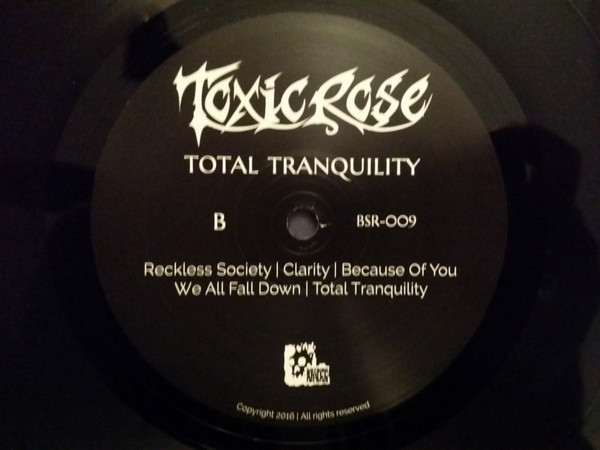 ToxicRose
TOTAL TRANQUILITY
B BSR-009
Reckless Society | Clarity | Because Of You
We All Fall Down | Total Tranquility
Copyright 2016 | All rights reserved